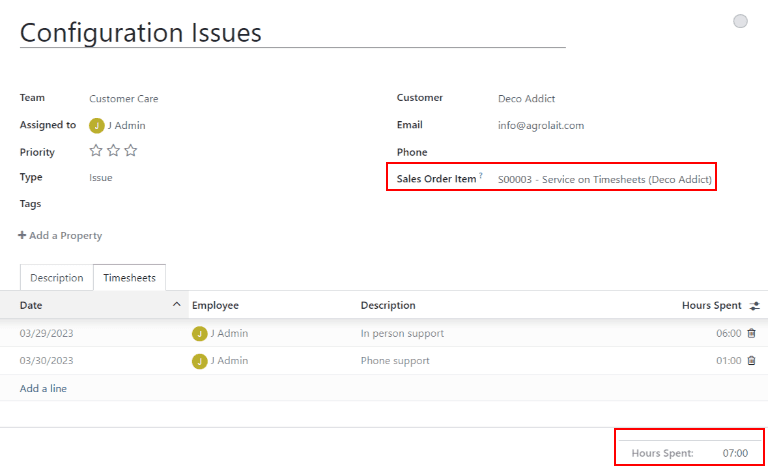 Configuration Issues
Team Customer Care
Assigned to J J Admin
Priority
Type Issue
Tags
Customer Deco Addict
Email info@agrolait.com
Phone
Sales Order Item ? S00003 - Service on Timesheets (Deco Addict)
+ Add a Property
Description Timesheets
Date Employee Description Hours Spent
03/29/2023 J J Admin In person support 06:00
03/30/2023 J J Admin Phone support 01:00
Add a line
Hours Spent: 07:00